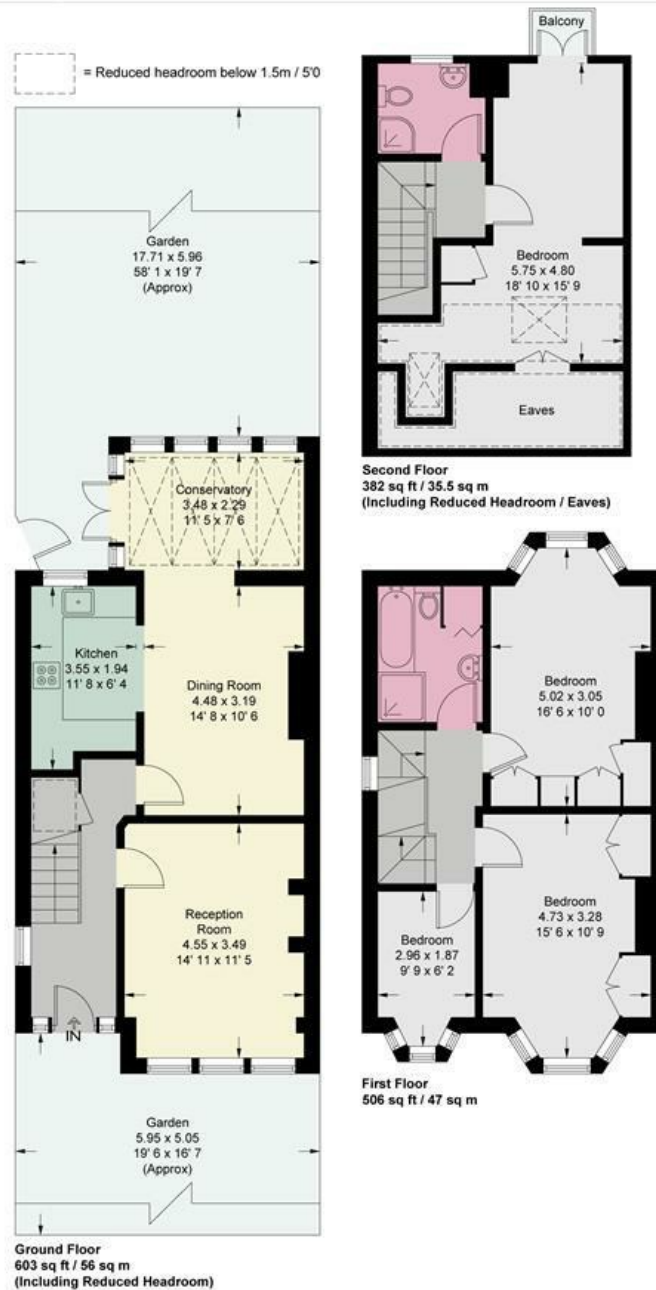 = Reduced headroom below 1.5m / 5'0
Garden
17.71 x 5.96
58' 1 x 19' 7
(Approx)
Conservatory
3.48 x 2.29
11' 5 x 7' 6
Kitchen
3.55 x 1.94
11' 8 x 6' 4
Dining Room
4.48 x 3.19
14' 8 x 10' 6
Reception
Room
4.55 x 3.49
14' 11 x 11' 5
IN
Garden
5.95 x 5.05
19' 6 x 16' 7
(Approx)
Ground Floor
603 sq ft / 56 sq m
(Including Reduced Headroom)
Balcony
Bedroom
5.75 x 4.80
18' 10 x 15' 9
Eaves
Second Floor
382 sq ft / 35.5 sq m
(Including Reduced Headroom / Eaves)
Bedroom
5.02 x 3.05
16' 6 x 10' 0
Bedroom
4.73 x 3.28
15' 6 x 10' 9
Bedroom
2.96 x 1.87
9' 9 x 6' 2
First Floor
506 sq ft / 47 sq m